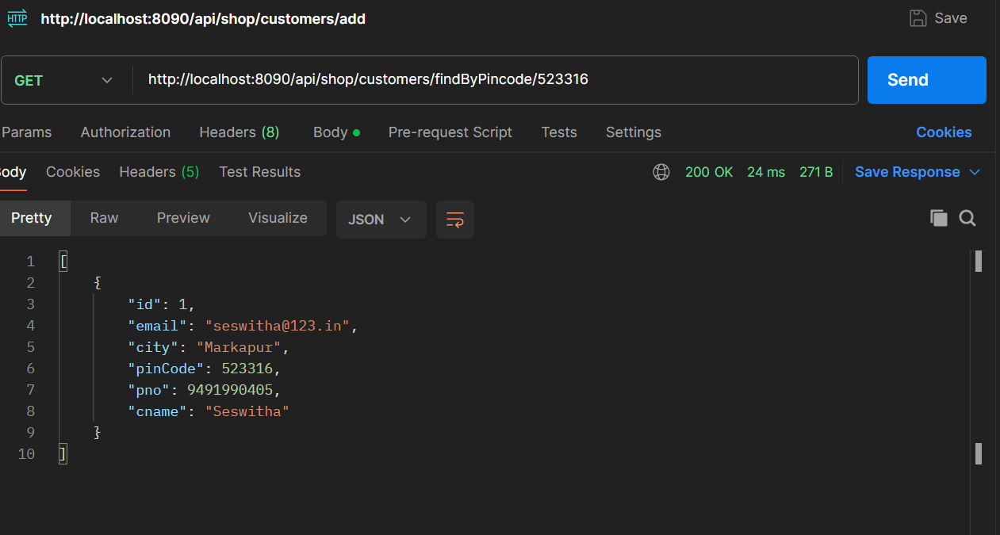 HTTP http://localhost:8090/api/shop/customers/add Save
GET http://localhost:8090/api/shop/customers/findByPincode/523316 Send
Params Authorization Headers (8) Body Pre-request Script Tests Settings Cookies
ody Cookies Headers (5) Test Results 200 OK 24 ms 271 B Save Response
Pretty Raw Preview Visualize JSON
1 [
2 {
3 "id": 1,
4 "email": "seswitha@123.in",
5 "city": "Markapur",
6 "pinCode": 523316,
7 "pno": 9491990405,
8 "cname": "Seswitha"
9 }
10 ]